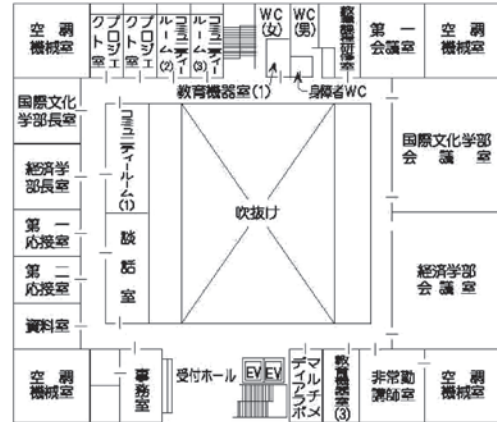 空 調
機械室
プロジェ
クト室
プロジェ
クト室
コミュニティー
ルーム(2)
コミュニティー
ルーム(3)
WC
(女)
WC
(男)
第 一
会議室
空 調
機械室
教育機器室(1)
身障者WC
国際文化
学部長室
経済学
部長室
第 一
応接室
第 二
応接室
資料室
コミュニティールーム
(1)
談 話 室
吹抜け
国際文化学部
会 議 室
経済学部
会 議 室
空 調
機械室
事務室
受付ホール
EV
EV
マルチメ
ディアラボ
教育機器室
(3)
非常勤
講師室
空 調
機械室